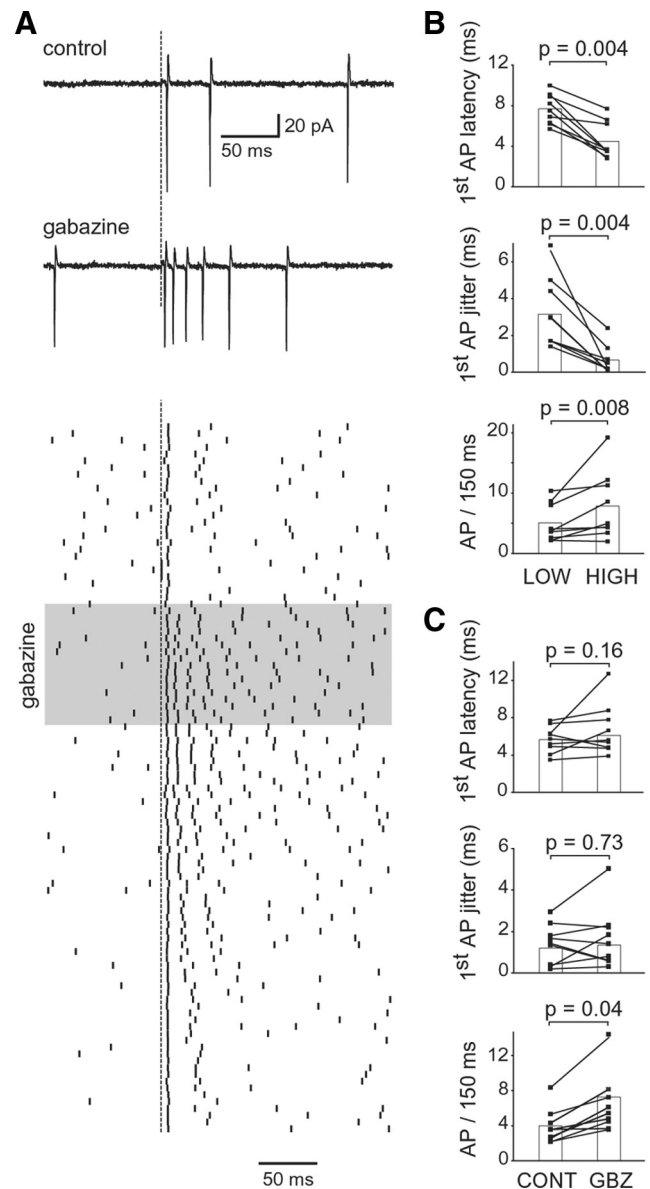 A
control
20 pA
50 ms
gabazine
gabazine
50 ms
B
p = 0.004
1st AP latency (ms)
12
8
4
0
p = 0.004
1st AP jitter (ms)
6
4
2
0
p = 0.008
AP / 150 ms
20
10
0
LOW HIGH
C
p = 0.16
1st AP latency (ms)
12
8
4
0
p = 0.73
1st AP jitter (ms)
6
4
2
0
p = 0.04
AP / 150 ms
12
8
4
0
CONT GBZ